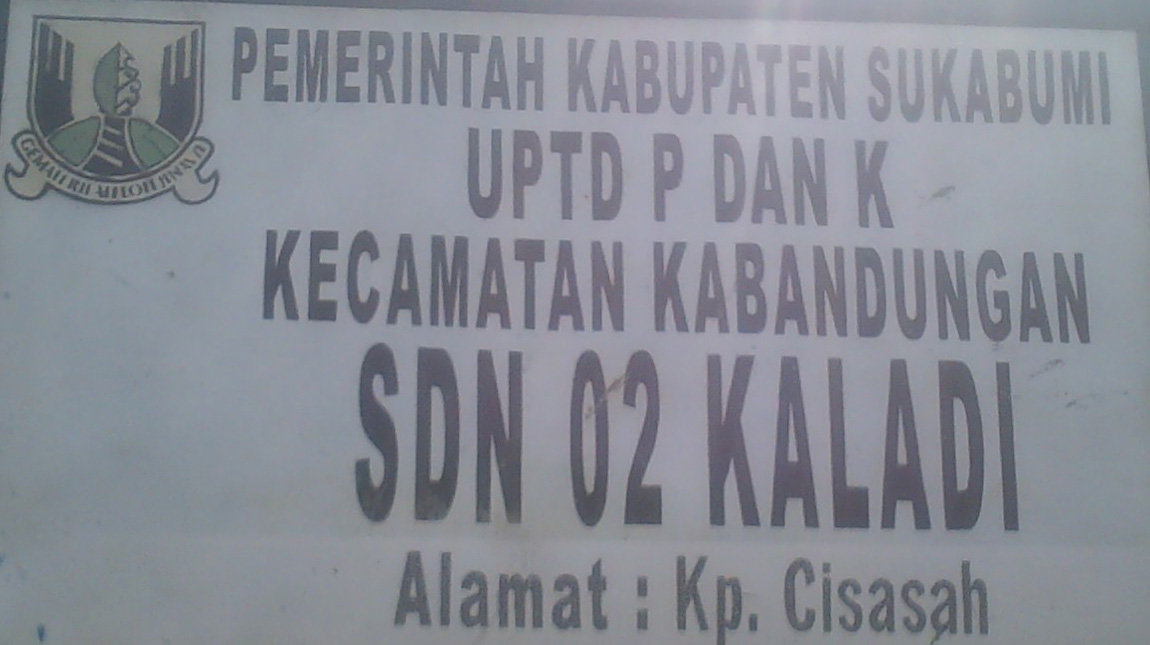 PEMERINTAH KABUPATEN SUKABUMI
UPTD P DAN K
KECAMATAN KABANDUNGAN
SDN 02 KALADI
Alamat : Kp. Cisasah